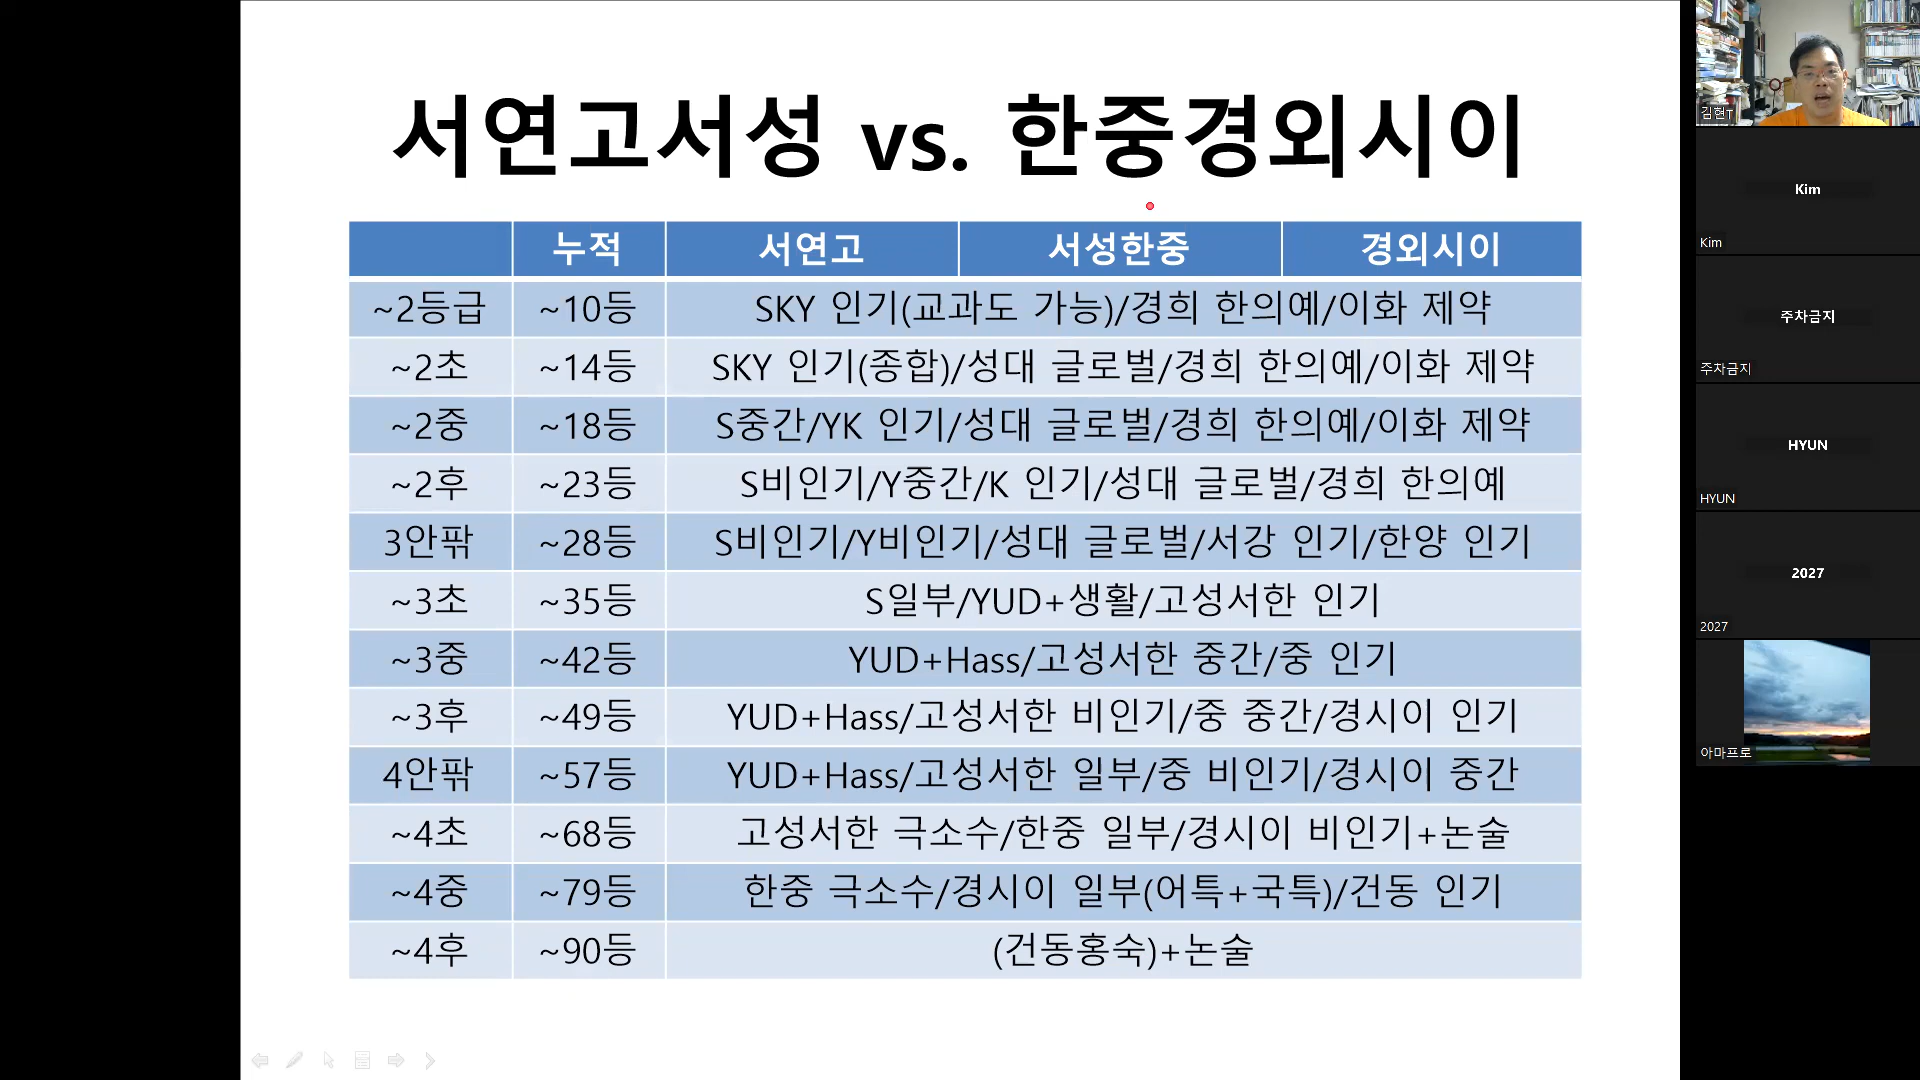 서연고서성 vs. 한중경외시이
누적 서연고 서성한중 경외시이
~2등급 ~10등 SKY 인기(교과도 가능)/경희 한의예/이화 제약
~2초 ~14등 SKY 인기(종합)/성대 글로벌/경희 한의예/이화 제약
~2중 ~18등 S중간/YK 인기/성대 글로벌/경희 한의예/이화 제약
~2후 ~23등 S비인기/Y중간/K 인기/성대 글로벌/경희 한의예
3안팎 ~28등 S비인기/Y비인기/성대 글로벌/서강 인기/한양 인기
~3초 ~35등 S일부/YUD+생활/고성서한 인기
~3중 ~42등 YUD+Hass/고성서한 중간/중 인기
~3후 ~49등 YUD+Hass/고성서한 비인기/중 중간/경시이 인기
4안팎 ~57등 YUD+Hass/고성서한 일부/중 비인기/경시이 중간
~4초 ~68등 고성서한 극소수/한중 일부/경시이 비인기+논술
~4중 ~79등 한중 극소수/경시이 일부(어특+국특)/건동 인기
~4후 ~90등 (건동홍숙)+논술
김현T
Kim
Kim
주차금지
주차금지
HYUN
HYUN
2027
2027
아마프로